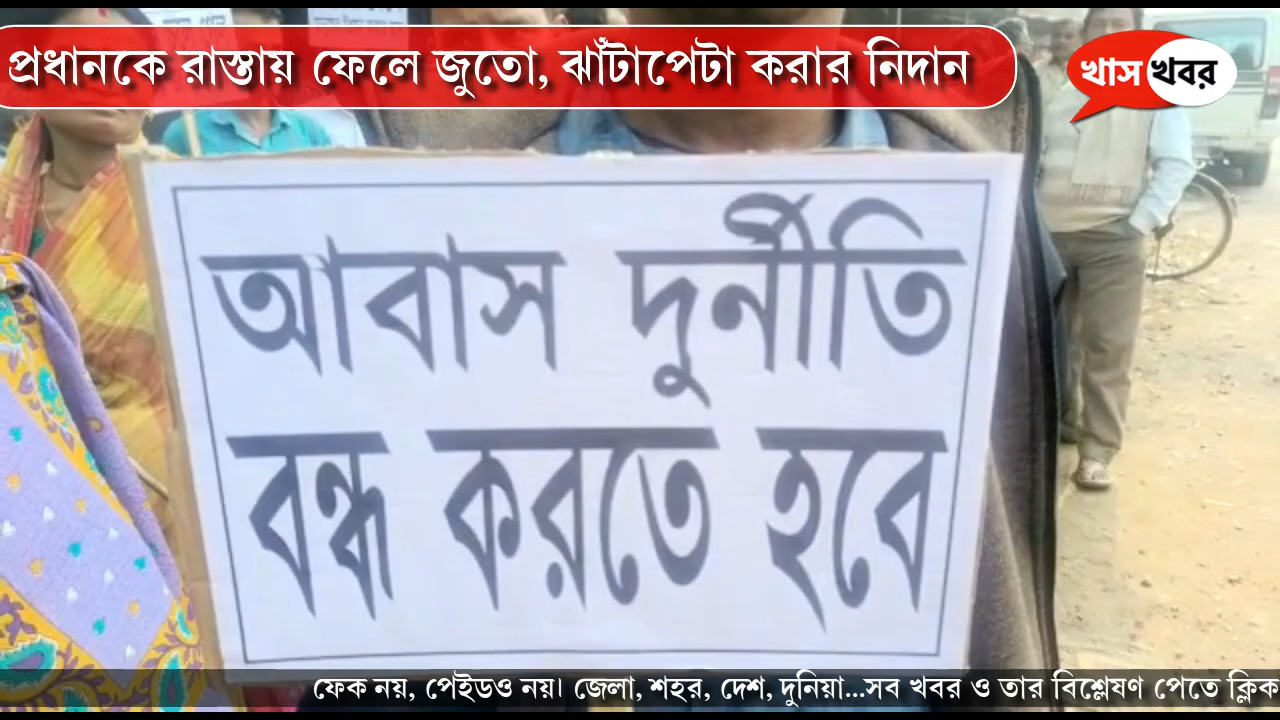 প্রধানকে রাস্তায় ফেলে জুতো, ঝাঁটাপেটা করার নিদান
খাস খবর
আবাস দুর্নীতি
বন্ধ করতে হবে
ফেক নয়, পেইডও নয়। জেলা, শহর, দেশ, দুনিয়া...সব খবর ও তার বিশ্লেষণ পেতে ক্লিক